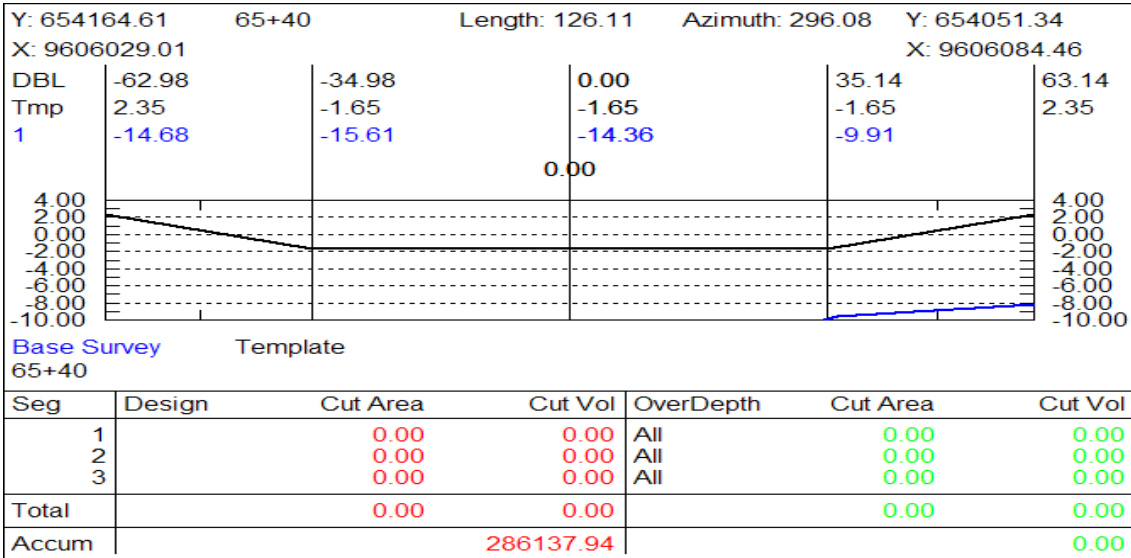 Y: 654164.61 65+40 Length: 126.11 Azimuth: 296.08 Y: 654051.34
X: 9606029.01 X: 9606084.46
DBL -62.98 -34.98 0.00 35.14 63.14
Tmp 2.35 -1.65 -1.65 -1.65 2.35
1 -14.68 -15.61 -14.36 -9.91
0.00
4.00 4.00
2.00 2.00
0.00 0.00
-2.00 -2.00
-4.00 -4.00
-6.00 -6.00
-8.00 -8.00
-10.00 -10.00
Base Survey Template
65+40
Seg Design Cut Area Cut Vol OverDepth Cut Area Cut Vol
1 0.00 0.00 All 0.00 0.00
2 0.00 0.00 All 0.00 0.00
3 0.00 0.00 All 0.00 0.00
Total 0.00 0.00 0.00 0.00
Accum 286137.94 0.00